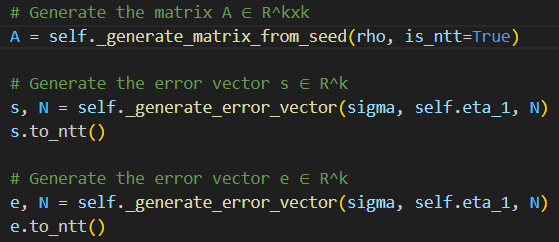 # Generate the matrix A ∈ R^kxk
A = self._generate_matrix_from_seed(rho, is_ntt=True)
# Generate the error vector s ∈ R^k
s, N = self._generate_error_vector(sigma, self.eta_1, N)
s.to_ntt()
# Generate the error vector e ∈ R^k
e, N = self._generate_error_vector(sigma, self.eta_1, N)
e.to_ntt()